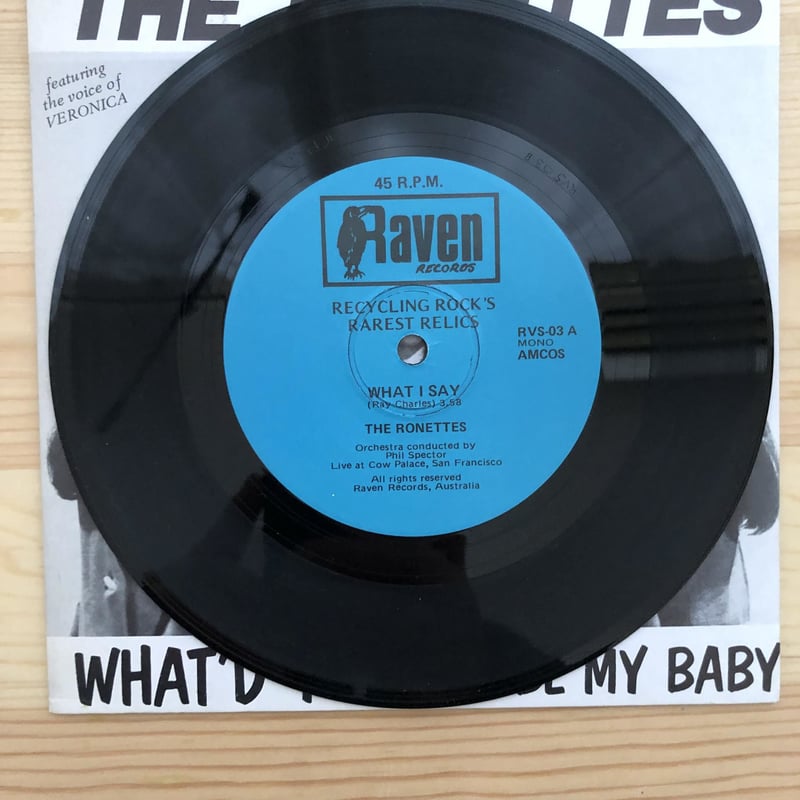 THE
TTES
featuring
the voice of
VERONICA
45 R.P.M.
Raven
RECORDS
RECYCLING ROCK'S
RAREST RELICS
RVS-03 A
MONO
AMCOS
WHAT I SAY
(Ray Charles) 3.58
THE RONETTES
Orchestra conducted by
Phil Spector
Live at Cow Palace, San Francisco
All rights reserved
Raven Records, Australia
WHAT'D MY BABY